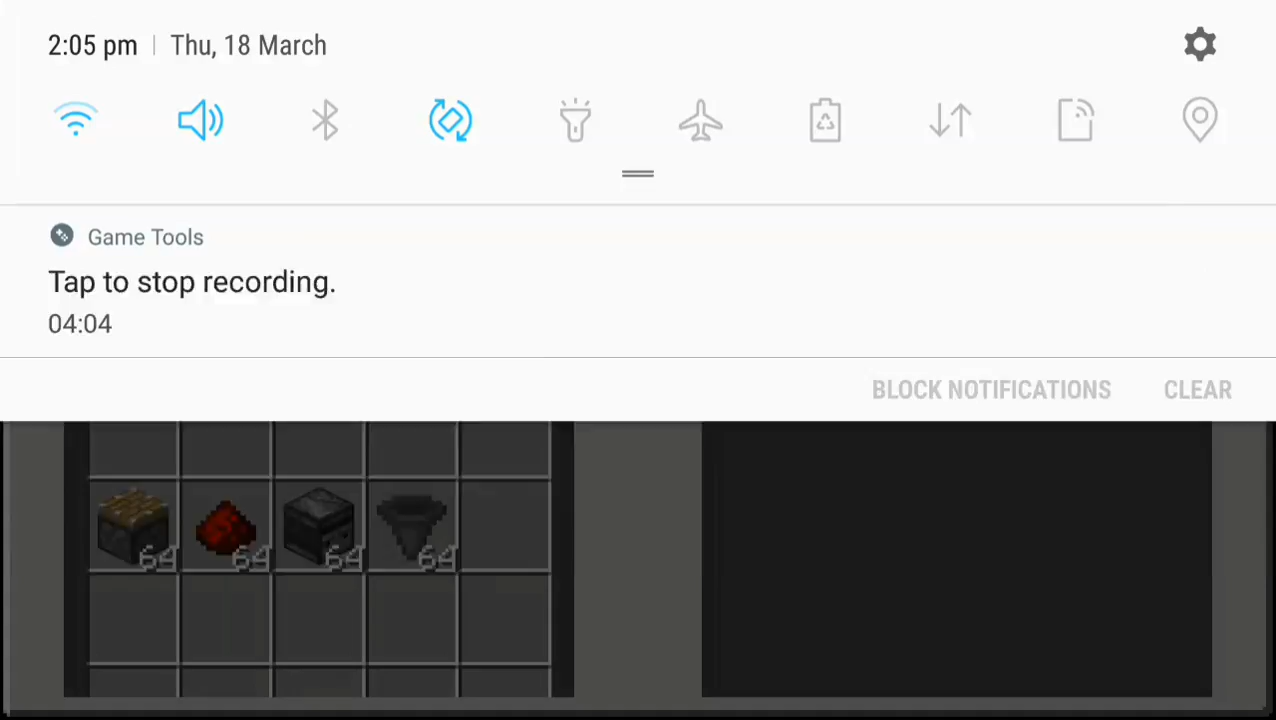 2:05 pm | Thu, 18 March
Game Tools
Tap to stop recording.
04:04
BLOCK NOTIFICATIONS CLEAR
64 64 64 64